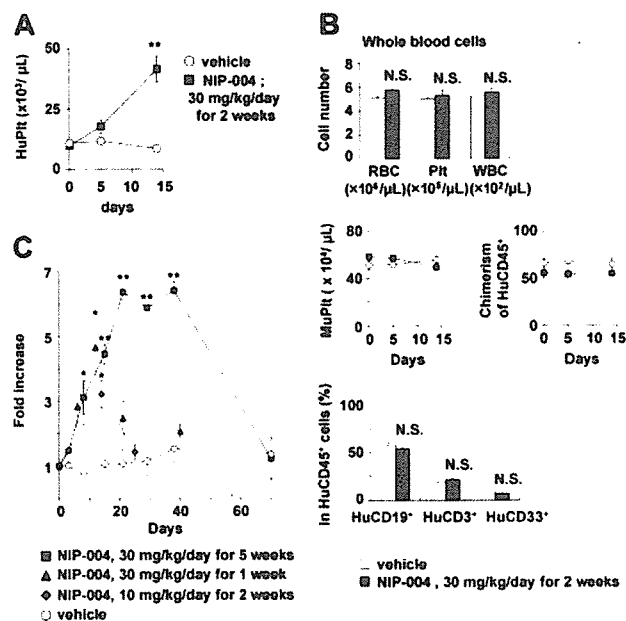 A
HuPlt (×10³/ μL)
50
25
0
0
5
10
15
days
**
vehicle
NIP-004 ;
30 mg/kg/day
for 2 weeks
B
Whole blood cells
Cell number
8
6
4
2
0
N.S.
N.S.
N.S.
RBC
Plt
WBC
(×10⁶/μL)
(×10⁵/μL)
(×10²/μL)
MuPlt ( × 10⁴/ μL)
80
40
0
0
5
10
15
Days
Chimerism
of HuCD45⁺
100
50
0
0
5
10
15
Days
In HuCD45⁺ cells (%)
100
50
0
N.S.
N.S.
N.S.
HuCD19⁺
HuCD3⁺
HuCD33⁺
vehicle
NIP-004 , 30 mg/kg/day for 2 weeks
C
Fold increase
7
5
3
1
0
20
40
60
Days
**
**
**
*
*
**
*
NIP-004, 30 mg/kg/day for 5 weeks
NIP-004, 30 mg/kg/day for 1 week
NIP-004, 10 mg/kg/day for 2 weeks
vehicle